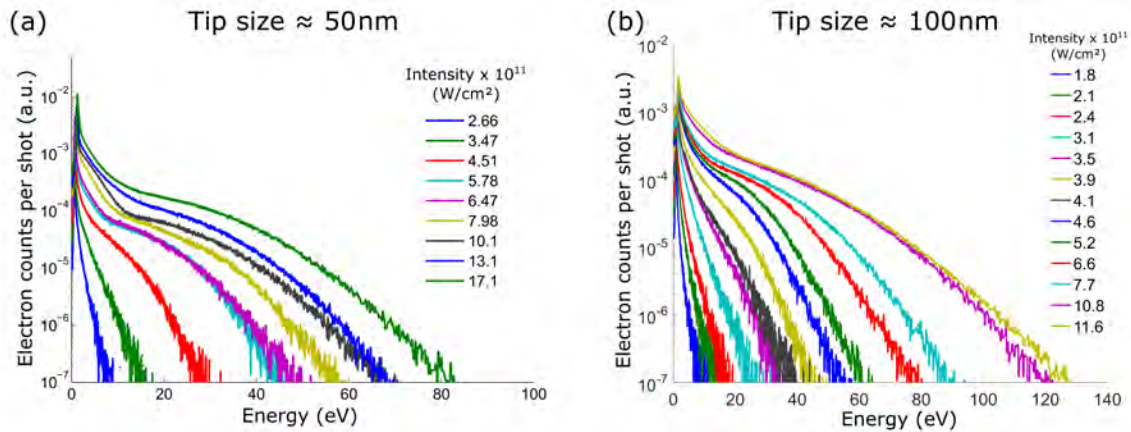 (a) Tip size ≈ 50nm
Electron counts per shot (a.u.)
10⁻²
10⁻³
10⁻⁴
10⁻⁵
10⁻⁶
10⁻⁷
0 20 40 60 80 100
Energy (eV)
Intensity x 10¹¹
(W/cm²)
2.66
3.47
4.51
5.78
6.47
7.98
10.1
13.1
17.1
(b) Tip size ≈ 100nm
Electron counts per shot (a.u.)
10⁻²
10⁻³
10⁻⁴
10⁻⁵
10⁻⁶
10⁻⁷
0 20 40 60 80 100 120 140
Energy (eV)
Intensity x 10¹¹
(W/cm²)
1.8
2.1
2.4
3.1
3.5
3.9
4.1
4.6
5.2
6.6
7.7
10.8
11.6